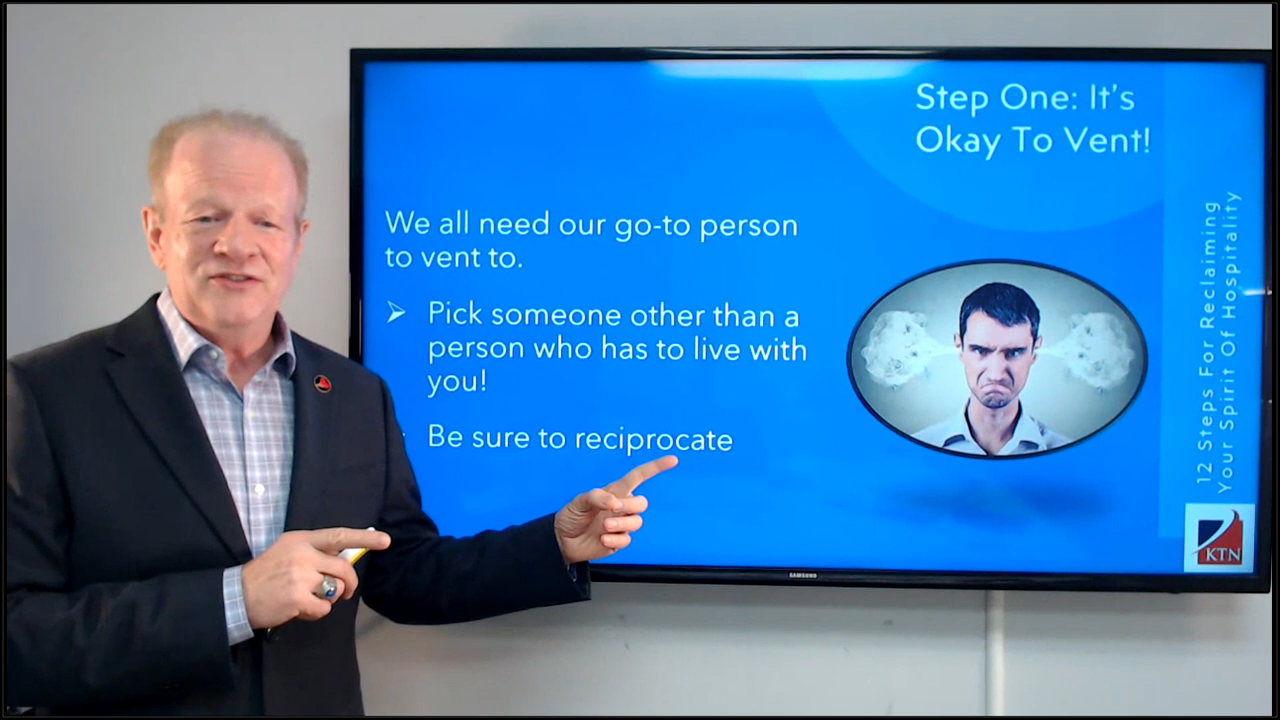 Step One: It's
Okay To Vent!
We all need our go-to person
to vent to.
➢ Pick someone other than a
person who has to live with
you!
Be sure to reciprocate
12 Steps For Reclaiming
Your Spirit Of Hospitality
KTN
SAMSUNG